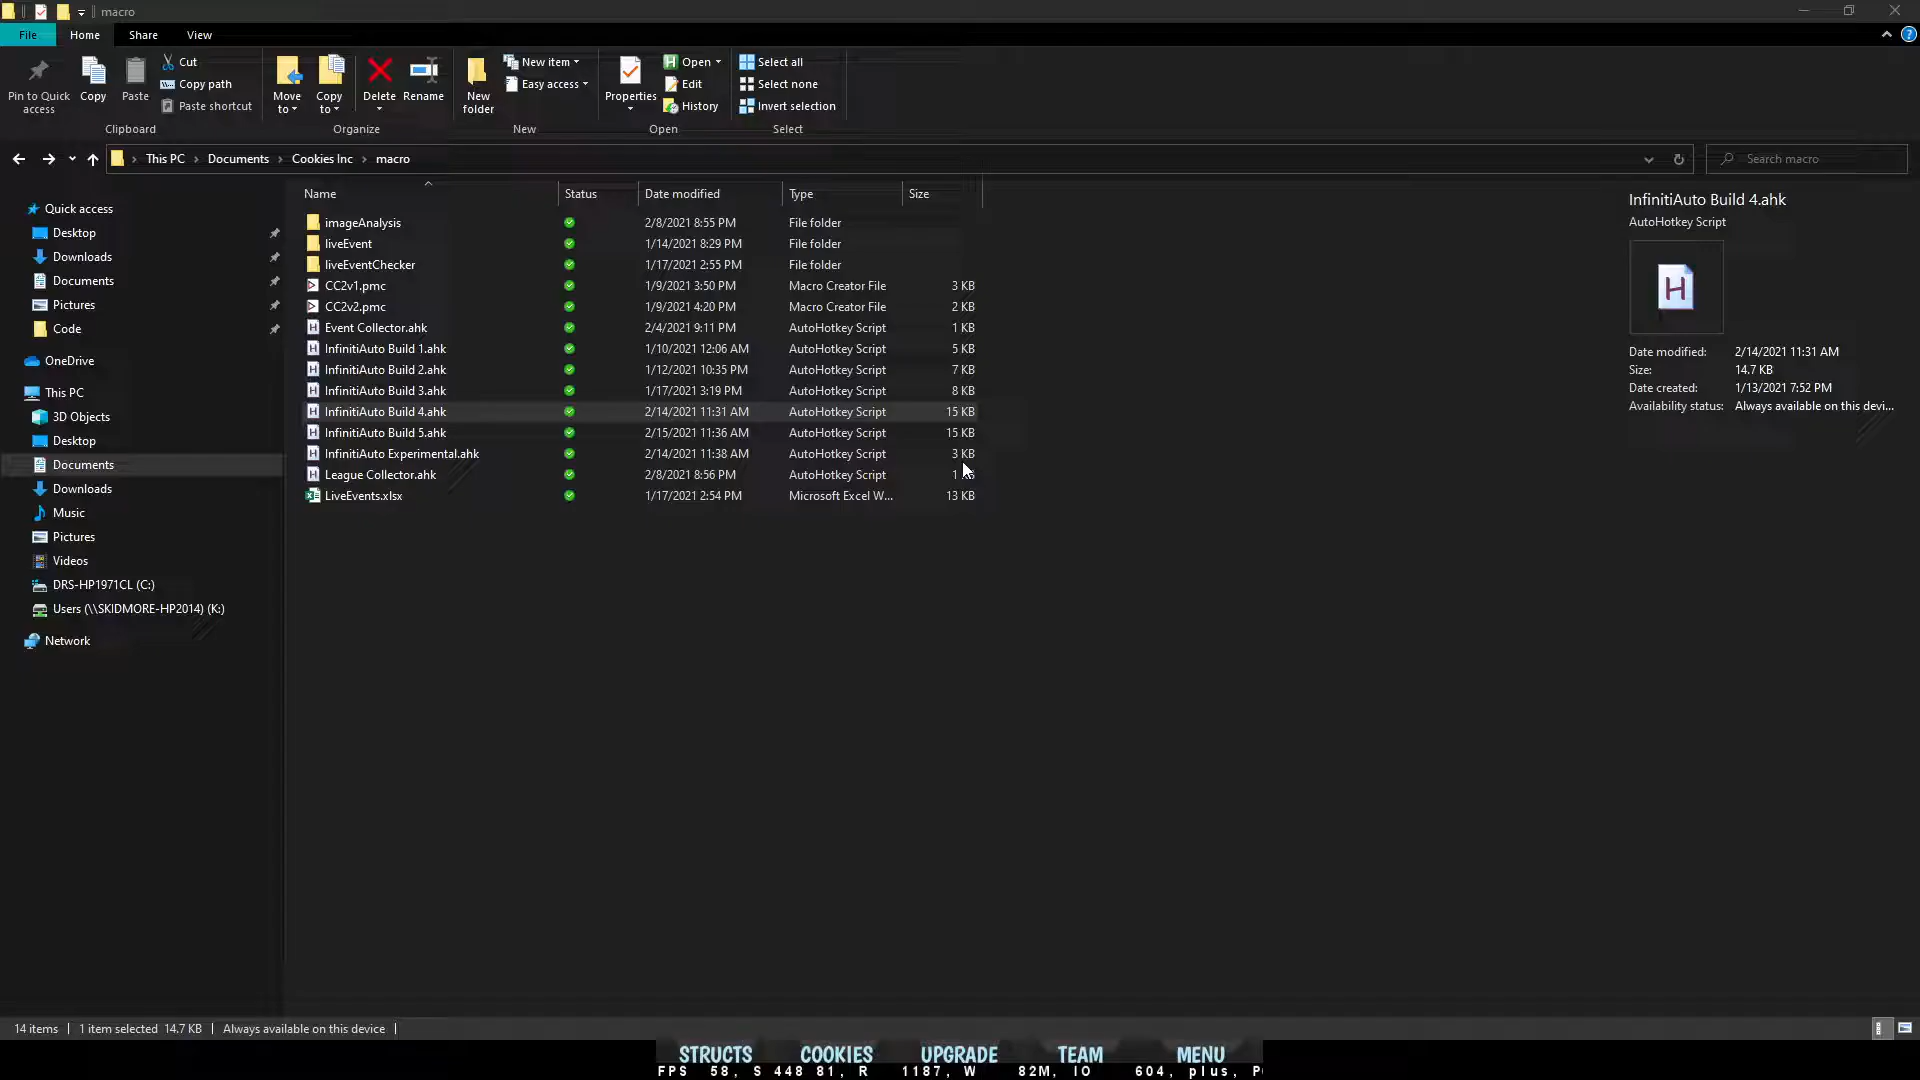 macro
File Home Share View
Pin to Quick access
Copy
Paste
Cut
Copy path
Paste shortcut
Clipboard
Move to
Copy to
Delete
Rename
Organize
New folder
New item
Easy access
New
Properties
Open
Edit
History
Open
Select all
Select none
Invert selection
Select
This PC > Documents > Cookies Inc > macro
Search macro
Quick access
Desktop
Downloads
Documents
Pictures
Code
OneDrive
This PC
3D Objects
Desktop
Documents
Downloads
Music
Pictures
Videos
DRS-HP1971CL (C:)
Users (\\SKIDMORE-HP2014) (K:)
Network
Name Status Date modified Type Size
imageAnalysis 2/8/2021 8:55 PM File folder
liveEvent 1/14/2021 8:29 PM File folder
liveEventChecker 1/17/2021 2:55 PM File folder
CC2v1.pmc 1/9/2021 3:50 PM Macro Creator File 3 KB
CC2v2.pmc 1/9/2021 4:20 PM Macro Creator File 2 KB
Event Collector.ahk 2/4/2021 9:11 PM AutoHotkey Script 1 KB
InfinitiAuto Build 1.ahk 1/10/2021 12:06 AM AutoHotkey Script 5 KB
InfinitiAuto Build 2.ahk 1/12/2021 10:35 PM AutoHotkey Script 7 KB
InfinitiAuto Build 3.ahk 1/17/2021 3:19 PM AutoHotkey Script 8 KB
InfinitiAuto Build 4.ahk 2/14/2021 11:31 AM AutoHotkey Script 15 KB
InfinitiAuto Build 5.ahk 2/15/2021 11:36 AM AutoHotkey Script 15 KB
InfinitiAuto Experimental.ahk 2/14/2021 11:38 AM AutoHotkey Script 3 KB
League Collector.ahk 2/8/2021 8:56 PM AutoHotkey Script 1
LiveEvents.xlsx 1/17/2021 2:54 PM Microsoft Excel W... 13 KB
InfinitiAuto Build 4.ahk
AutoHotkey Script
Date modified: 2/14/2021 11:31 AM
Size: 14.7 KB
Date created: 1/13/2021 7:52 PM
Availability status: Always available on this devi...
14 items | 1 item selected 14.7 KB | Always available on this device |
STRUCTS COOKIES UPGRADE TEAM MENU
FPS 58, S 448 81, R 1187, W 82M, IO 604, plus,